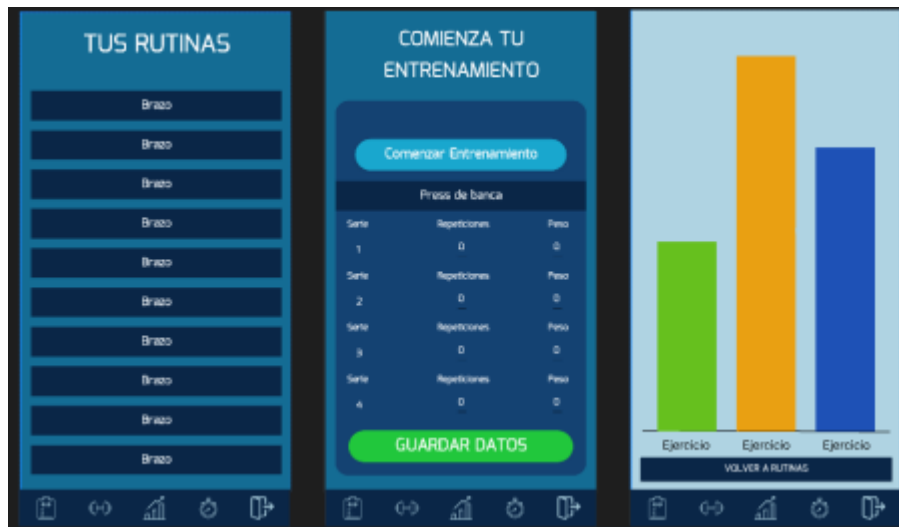 TUS RUTINAS
Brazo
Brazo
Brazo
Brazo
Brazo
Brazo
Brazo
Brazo
Brazo
Brazo
COMIENZA TU
ENTRENAMIENTO
Comenzar Entrenamiento
Press de banca
Serie Repeticiones Peso
1 0 0
Serie Repeticiones Peso
2 0 0
Serie Repeticiones Peso
3 0 0
Serie Repeticiones Peso
4 0 0
GUARDAR DATOS
Ejercicio Ejercicio Ejercicio
VOLVER A RUTINAS